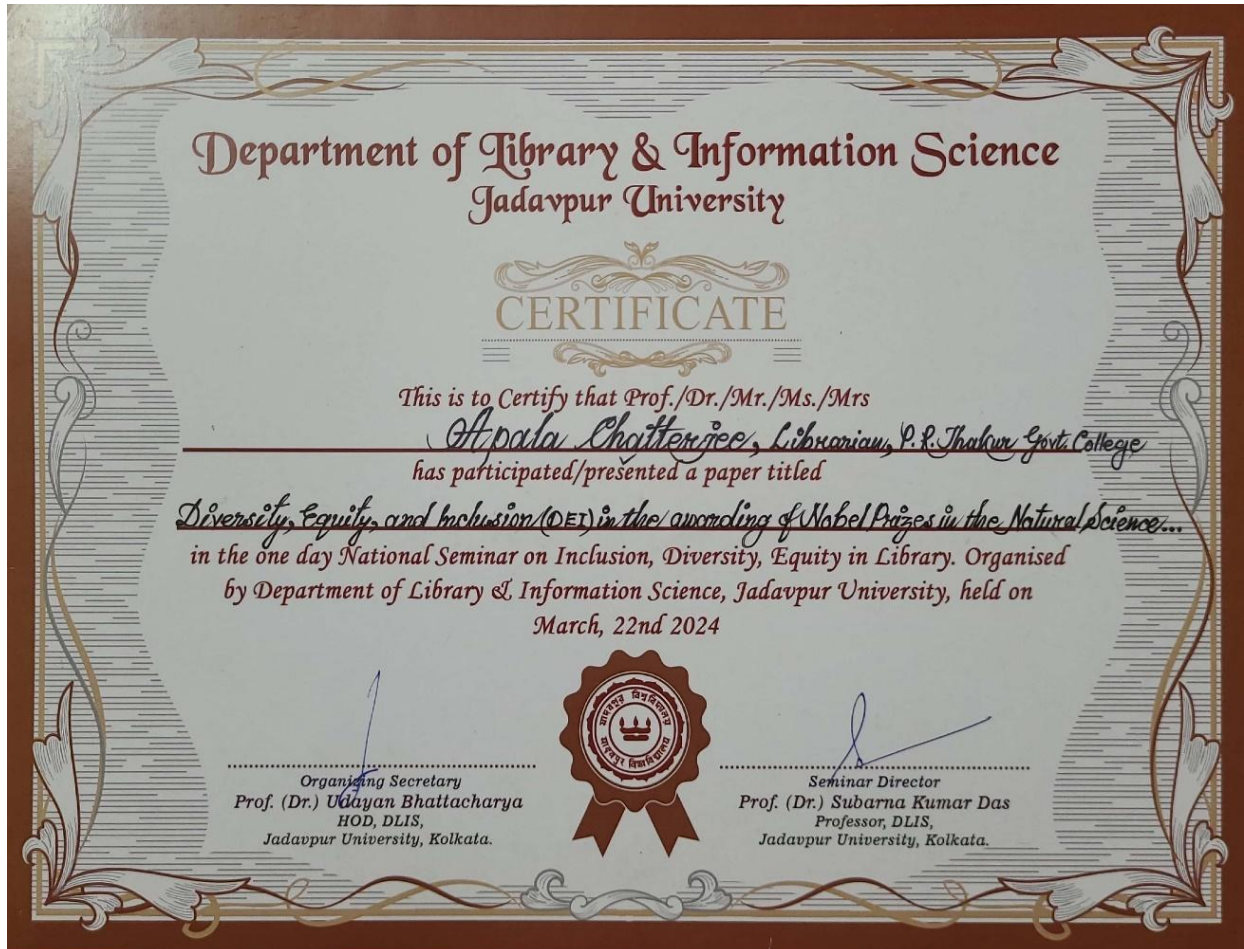 Department of Library & Information Science
Jadavpur University
CERTIFICATE
This is to Certify that Prof./Dr./Mr./Ms./Mrs
Apala Chatterjee, Librarian, P. R. Thakur Govt. College
has participated/presented a paper titled
Diversity, Equity, and Inclusion (DEI) in the awarding of Nobel Prizes in the Natural Science...
in the one day National Seminar on Inclusion, Diversity, Equity in Library. Organised
by Department of Library & Information Science, Jadavpur University, held on
March, 22nd 2024
যাদবপুর বিশ্ববিদ্যালয়
Organizing Secretary
Prof. (Dr.) Udayan Bhattacharya
HOD, DLIS,
Jadavpur University, Kolkata.
Seminar Director
Prof. (Dr.) Subarna Kumar Das
Professor, DLIS,
Jadavpur University, Kolkata.